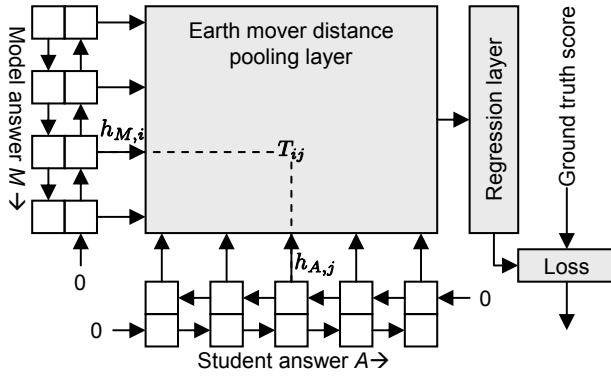 Earth mover distance
pooling layer
Model answer M →
h_{M,i}
T_{ij}
h_{A,j}
0
0
0
Student answer A→
Regression layer
Ground truth score
Loss